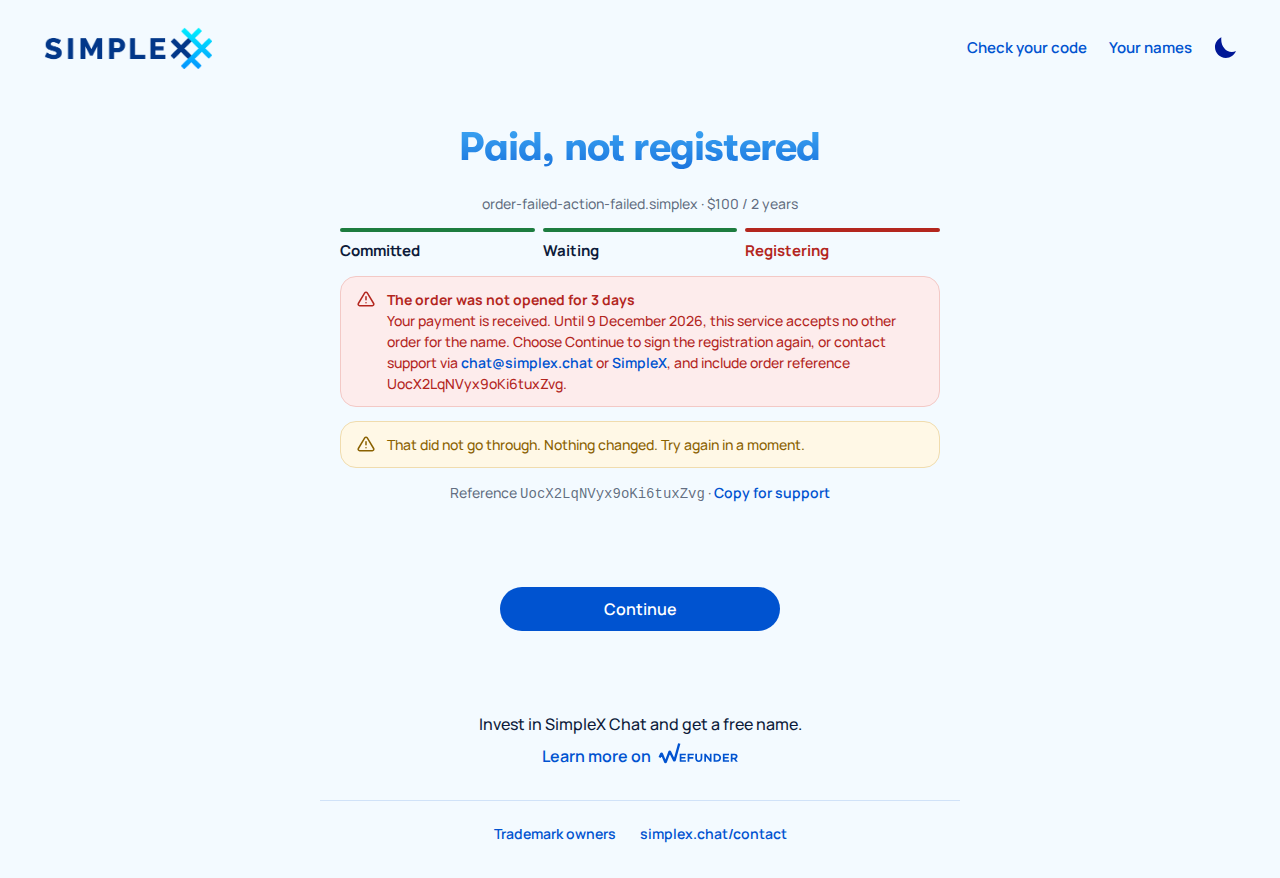 SIMPLEX
Check your code
Your names
Paid, not registered
order-failed-action-failed.simplex · $100 / 2 years
Committed
Waiting
Registering
The order was not opened for 3 days
Your payment is received. Until 9 December 2026, this service accepts no other
order for the name. Choose Continue to sign the registration again, or contact
support via chat@simplex.chat or SimpleX, and include order reference
UocX2LqNVyx9oKi6tuxZvg.
That did not go through. Nothing changed. Try again in a moment.
Reference UocX2LqNVyx9oKi6tuxZvg · Copy for support
Continue
Invest in SimpleX Chat and get a free name.
Learn more on WEFUNDER
Trademark owners
simplex.chat/contact